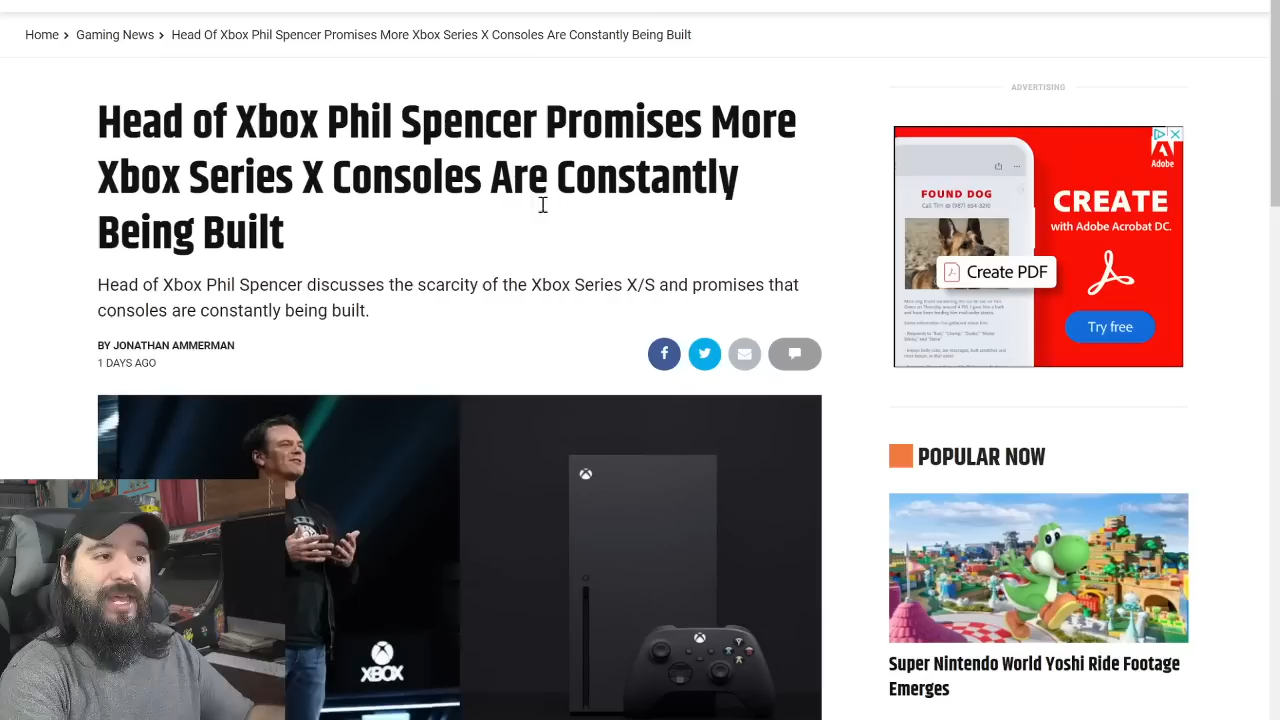 Home > Gaming News > Head Of Xbox Phil Spencer Promises More Xbox Series X Consoles Are Constantly Being Built
Head of Xbox Phil Spencer Promises More
Xbox Series X Consoles Are Constantly
Being Built
Head of Xbox Phil Spencer discusses the scarcity of the Xbox Series X/S and promises that
consoles are constantly being built.
BY JONATHAN AMMERMAN
1 DAYS AGO
XBOX
ADVERTISING
Adobe
FOUND DOG
Create PDF
CREATE
with Adobe Acrobat DC.
Try free
POPULAR NOW
Super Nintendo World Yoshi Ride Footage
Emerges